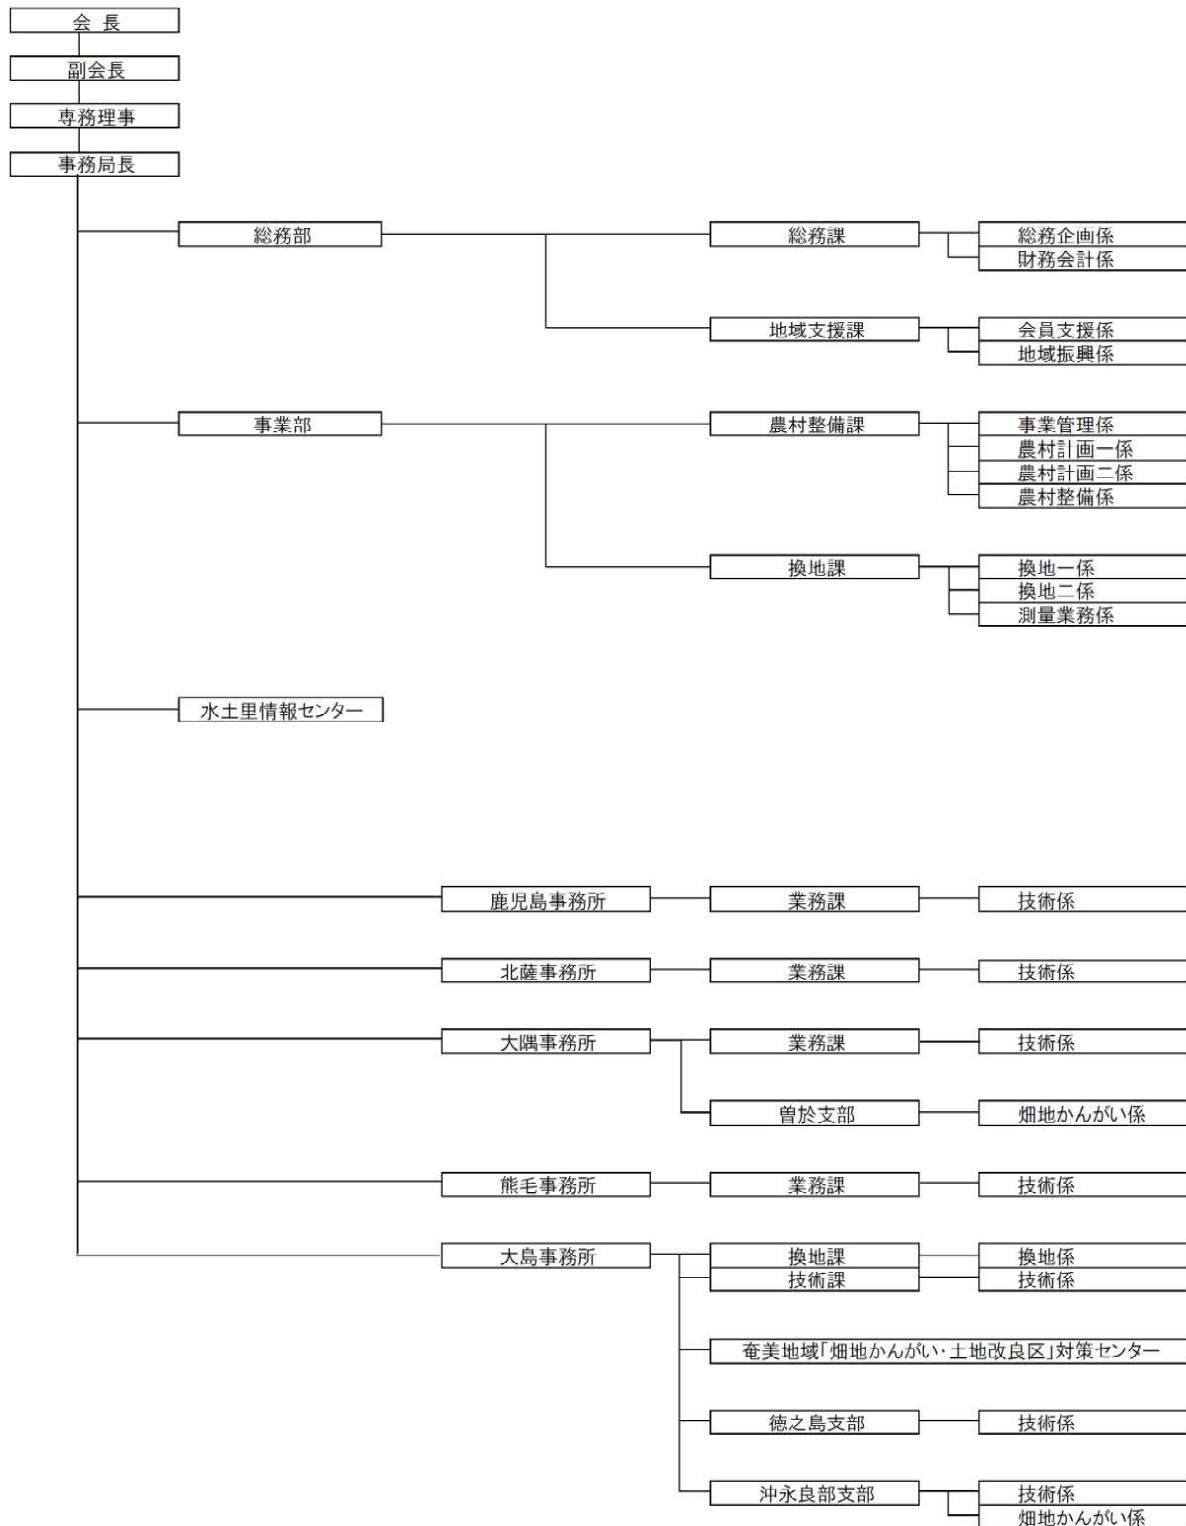 会 長
副会長
専務理事
事務局長
総務部
総務課
総務企画係
財務会計係
地域支援課
会員支援係
地域振興係
事業部
農村整備課
事業管理係
農村計画一係
農村計画二係
農村整備係
換地課
換地一係
換地二係
測量業務係
水土里情報センター
鹿児島事務所
業務課
技術係
北薩事務所
業務課
技術係
大隅事務所
業務課
技術係
曽於支部
畑地かんがい係
熊毛事務所
業務課
技術係
大島事務所
換地課
換地係
技術課
技術係
奄美地域「畑地かんがい・土地改良区」対策センター
徳之島支部
技術係
沖永良部支部
技術係
畑地かんがい係